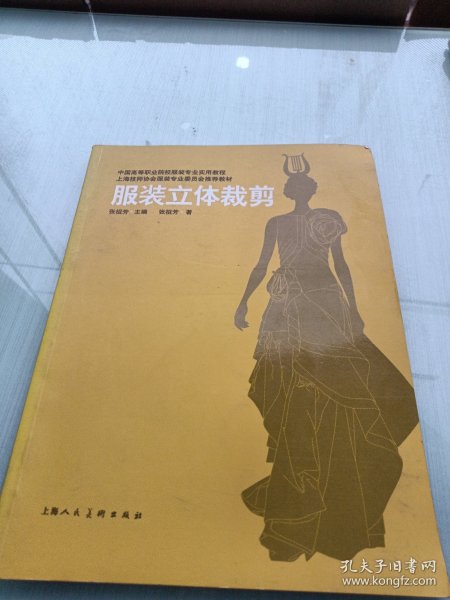 中国高等职业院校服装专业实用教程
上海技师协会服装专业委员会推荐教材
服装立体裁剪
张祖芳 主编 张祖芳 著
上海人民美术出版社
孔夫子旧书网
www.kongfz.com